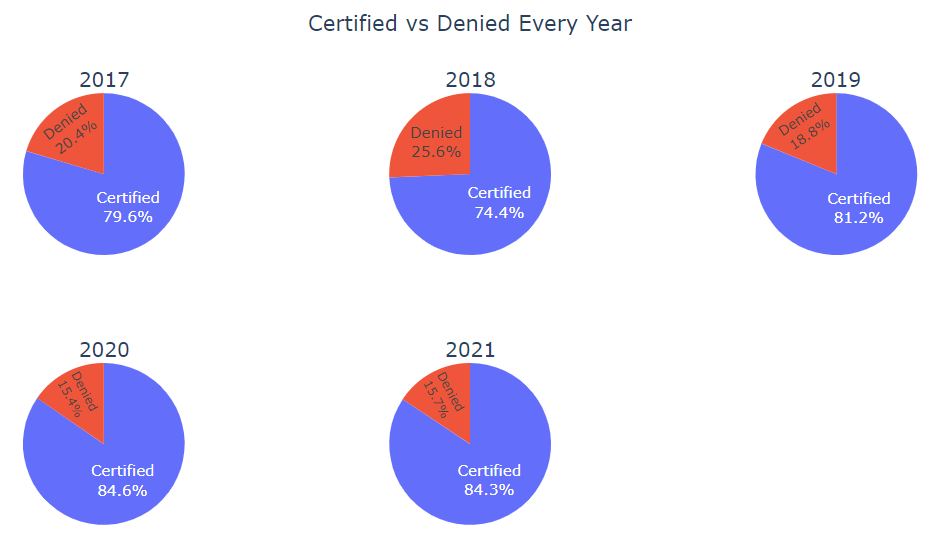 Certified vs Denied Every Year
2017
Denied
20.4%
Certified
79.6%
2018
Denied
25.6%
Certified
74.4%
2019
Denied
18.8%
Certified
81.2%
2020
Denied
15.4%
Certified
84.6%
2021
Denied
15.7%
Certified
84.3%